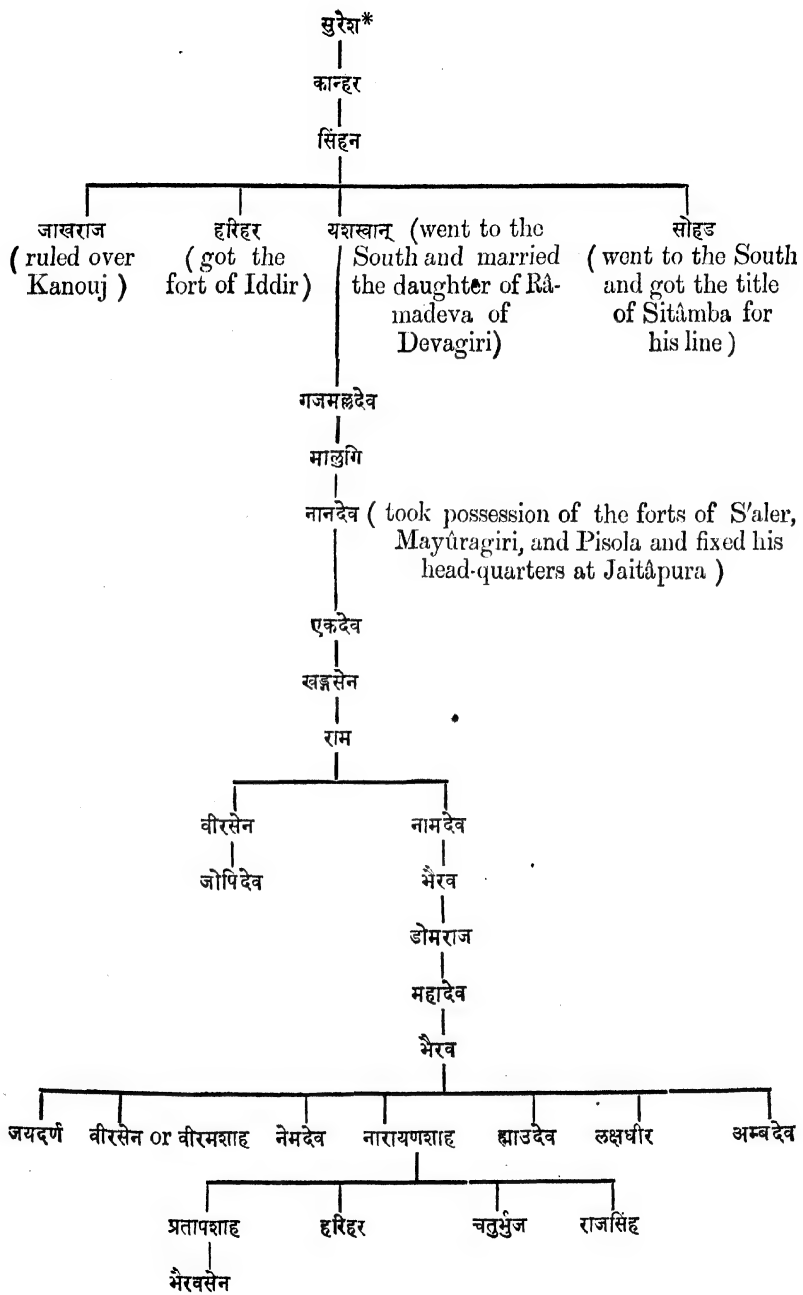 सुरेश*
कान्हर
सिंहन
जाखराज हरिहर यशस्वान् (went to the सोहड
( ruled over ( got the South and married ( went to the South
Kanouj ) fort of Iddir) the daughter of Râ- and got the title
madeva of of Sitâmba for
Devagiri) his line )
गजमल्लदेव
मालुगि
नानदेव ( took possession of the forts of S'aler,
Mayûragiri, and Pisola and fixed his
head-quarters at Jaitâpura )
एकदेव
खड्गसेन
राम
वीरसेन नामदेव
जोपिदेव भैरव
डोमराज
महादेव
भैरव
जयदर्ण वीरसेन or वीरमशाह नेमदेव नारायणशाह ह्माउदेव लक्षधीर अम्बदेव
प्रतापशाह हरिहर चतुर्भुज राजसिंह
भैरवसेन